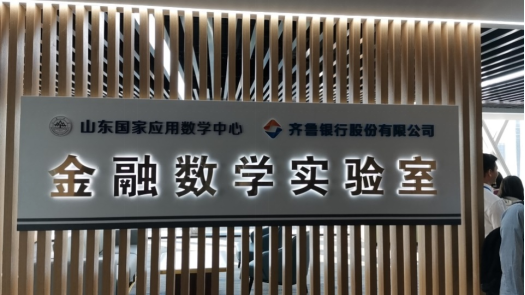 山东国家应用数学中心 齐鲁银行股份有限公司
金融数学实验室